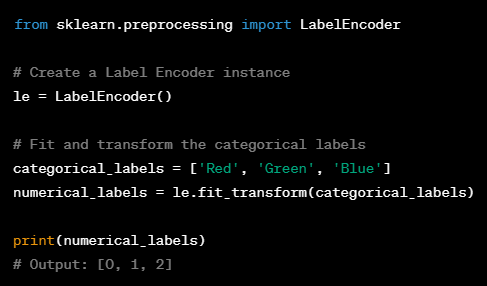 from sklearn.preprocessing import LabelEncoder
# Create a Label Encoder instance
le = LabelEncoder()
# Fit and transform the categorical labels
categorical_labels = ['Red', 'Green', 'Blue']
numerical_labels = le.fit_transform(categorical_labels)
print(numerical_labels)
# Output: [0, 1, 2]